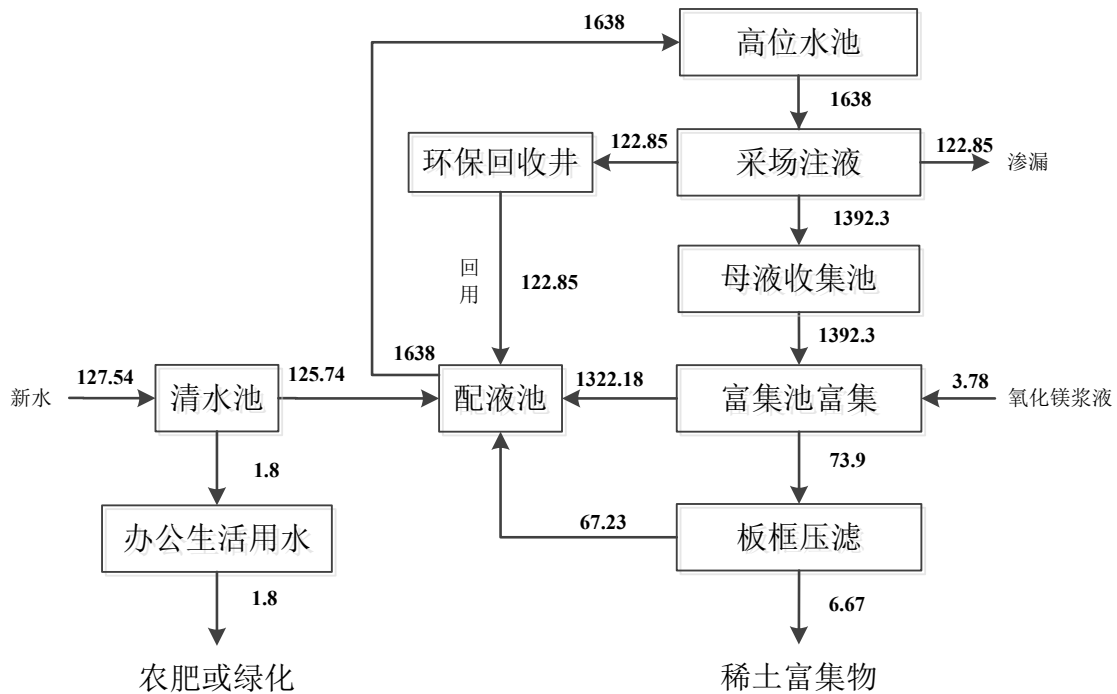 1638
高位水池
1638
环保回收井
122.85
采场注液
122.85
渗漏
1392.3
回用
122.85
母液收集池
1392.3
1638
新水
127.54
清水池
125.74
配液池
1322.18
富集池富集
3.78
氧化镁浆液
1.8
73.9
办公生活用水
67.23
板框压滤
1.8
6.67
农肥或绿化
稀土富集物